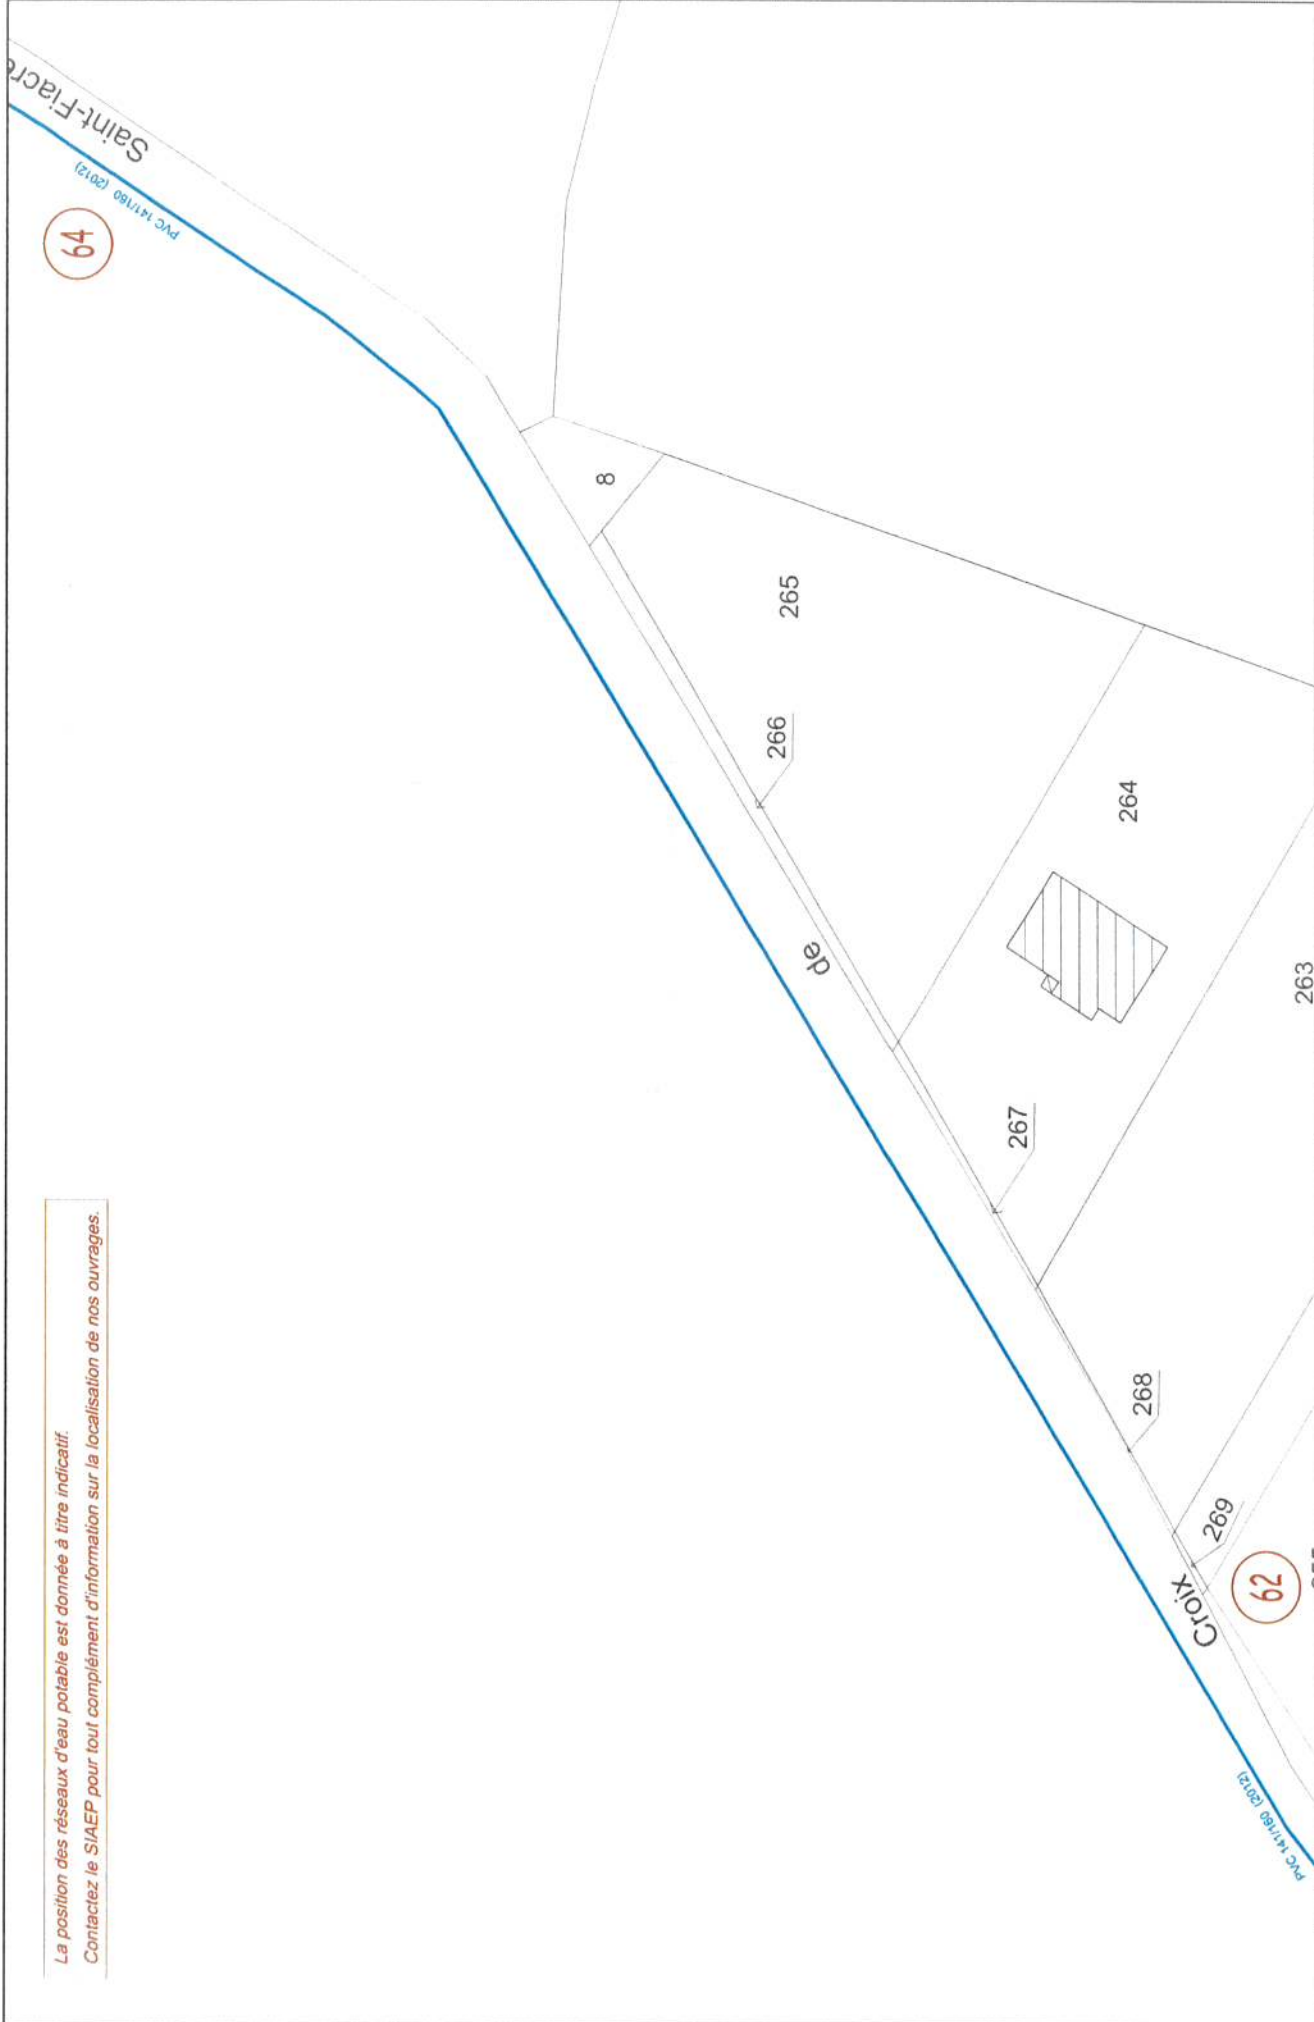 La position des réseaux d'eau potable est donnée à titre indicatif.
Contactez le SIAEP pour tout complément d'information sur la localisation de nos ouvrages.
64
PVC 141/160 (2012)
Saint-Fiacre
8
265
266
de
264
267
263
268
269
Croix
62
PVC 141/160 (2012)